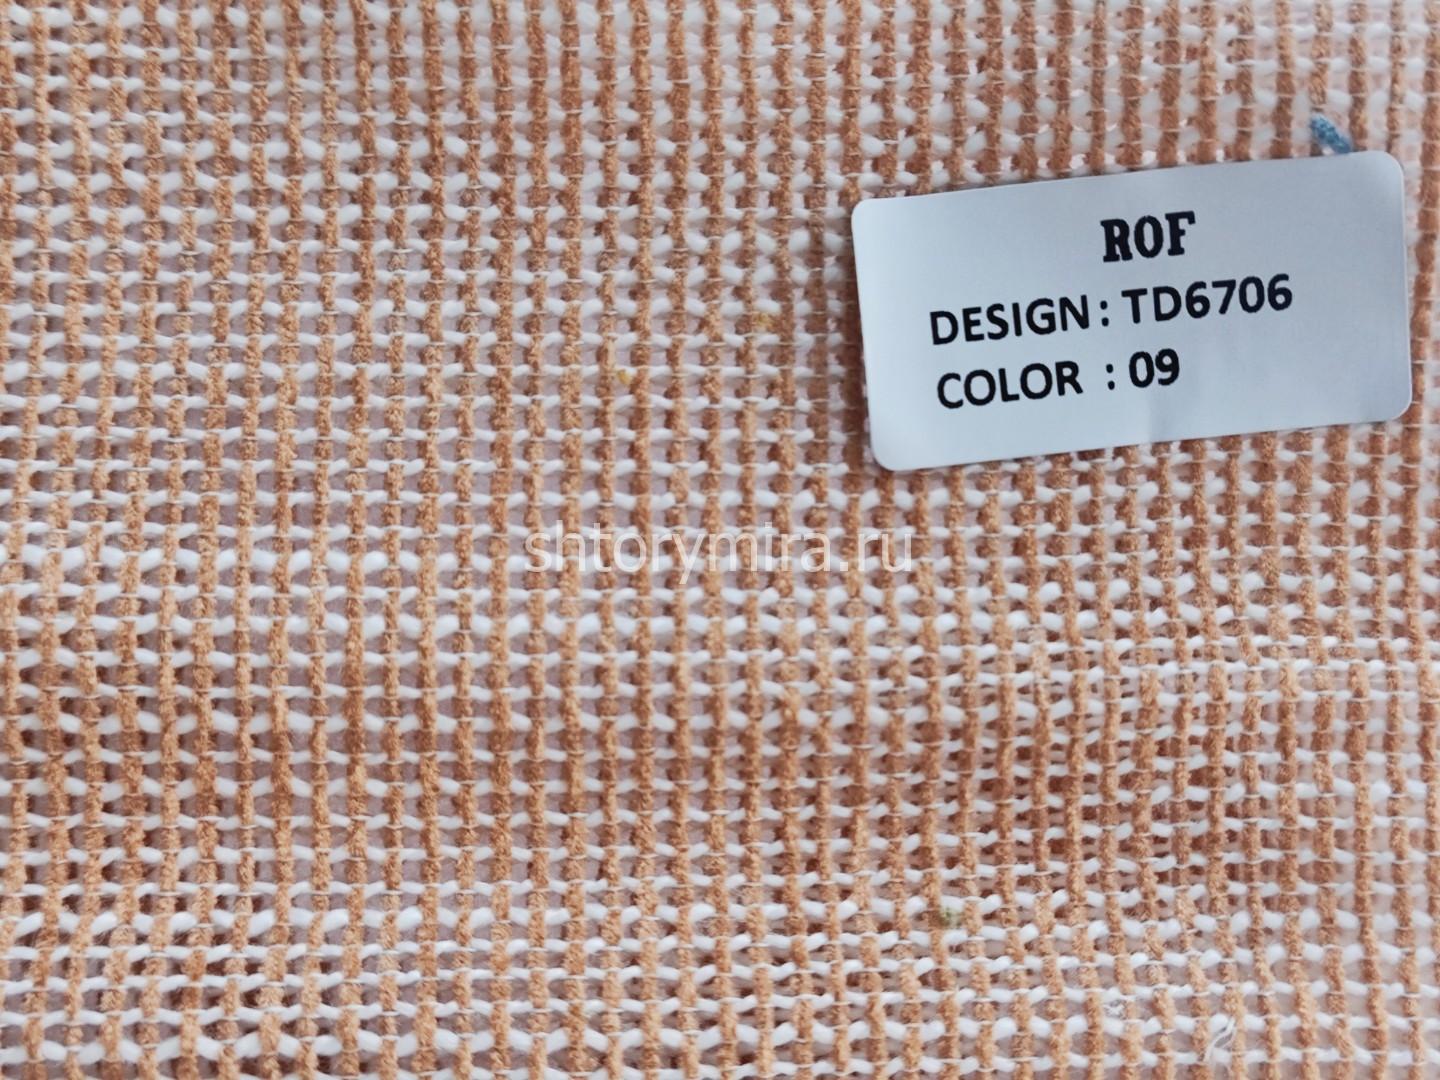 ROF
DESIGN : TD6706
COLOR : 09
shtorymira.ru